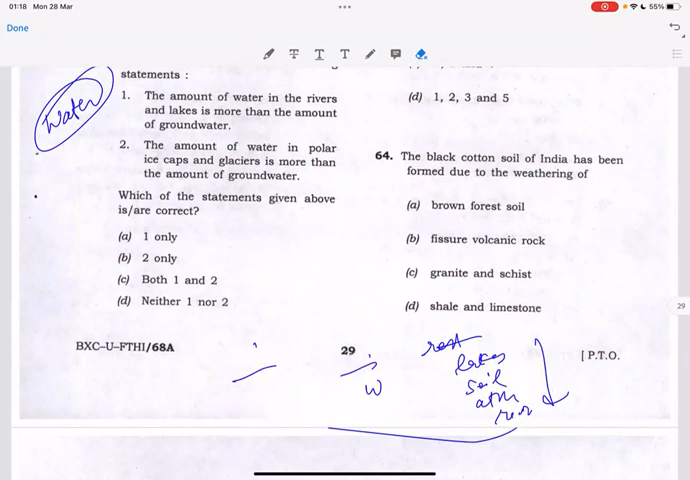 01:18 Mon 28 Mar
55%
Done
T T T
statements :
1. The amount of water in the rivers
and lakes is more than the amount
of groundwater.
2. The amount of water in polar
ice caps and glaciers is more than
the amount of groundwater.
Which of the statements given above
is/are correct?
(a) 1 only
(b) 2 only
(c) Both 1 and 2
(d) Neither 1 nor 2
BXC-U-FTHI/68A
Water
(d) 1, 2, 3 and 5
64. The black cotton soil of India has been
formed due to the weathering of
(a) brown forest soil
(b) fissure volcanic rock
(c) granite and schist
(d) shale and limestone
29
29
[ P.T.O.
lakes
soil
atm
W